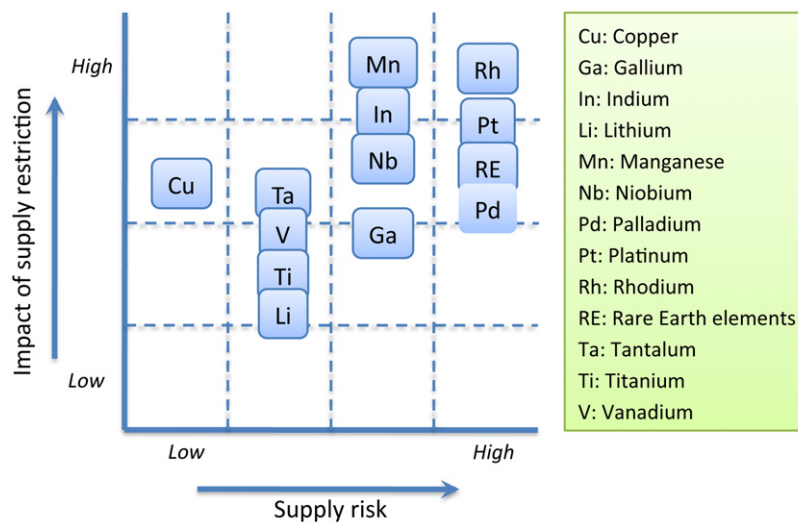 Impact of supply restriction
High
Low
Mn
Rh
In
Pt
Nb
RE
Cu
Ta
Pd
V
Ga
Ti
Li
Low
High
Supply risk
Cu: Copper
Ga: Gallium
In: Indium
Li: Lithium
Mn: Manganese
Nb: Niobium
Pd: Palladium
Pt: Platinum
Rh: Rhodium
RE: Rare Earth elements
Ta: Tantalum
Ti: Titanium
V: Vanadium